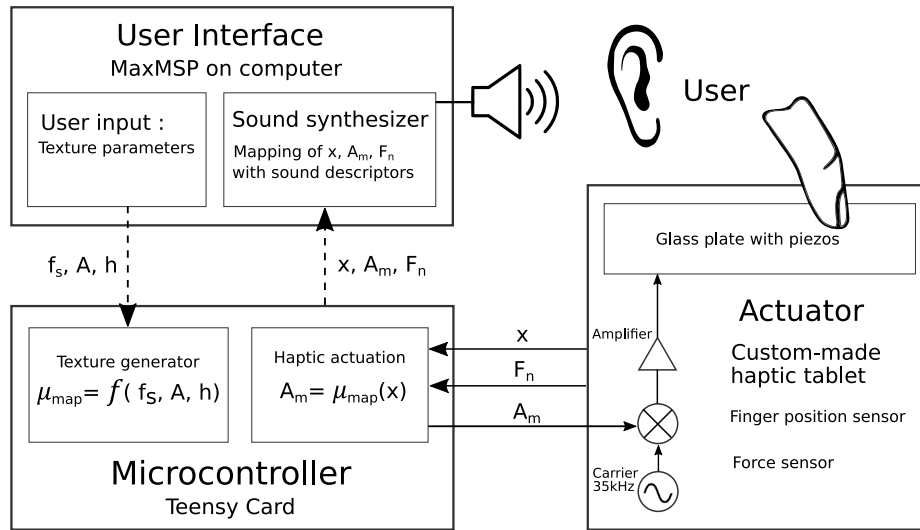 User Interface
MaxMSP on computer
User input :
Texture parameters
Sound synthesizer
Mapping of x, Aₘ, Fₙ
with sound descriptors
User
fₛ, A, h
x, Aₘ, Fₙ
Texture generator
μₘₐₚ= f( fS, A, h)
Haptic actuation
Aₘ= μₘₐₚ(x)
Microcontroller
Teensy Card
x
Fₙ
Aₘ
Glass plate with piezos
Amplifier
Carrier
35kHz
Actuator
Custom-made
haptic tablet
Finger position sensor
Force sensor